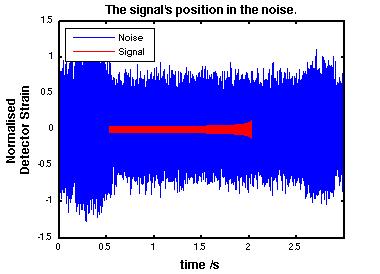 The signal's position in the noise.
1.5
Noise
Signal
1
0.5
0
-0.5
-1
-1.5
Normalised
Detector Strain
0
0.5
1
1.5
2
2.5
time /s